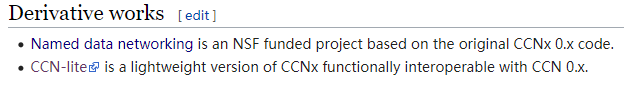 Derivative works [edit]
Named data networking is an NSF funded project based on the original CCNx 0.x code.
CCN-lite is a lightweight version of CCNx functionally interoperable with CCN 0.x.